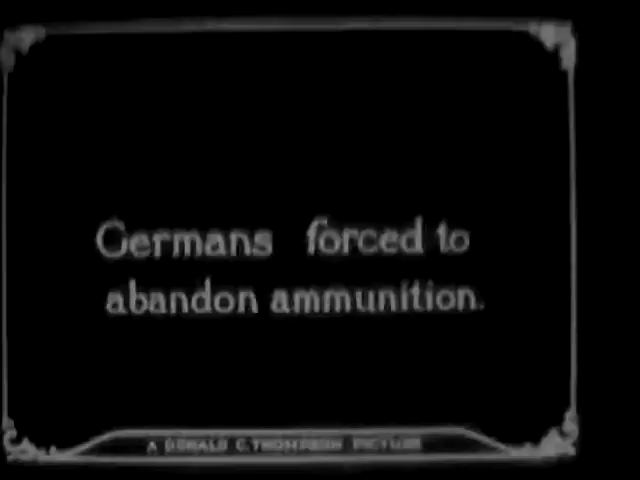 Germans forced to
abandon ammunition.
A DONALD C. THOMPSON PICTURE